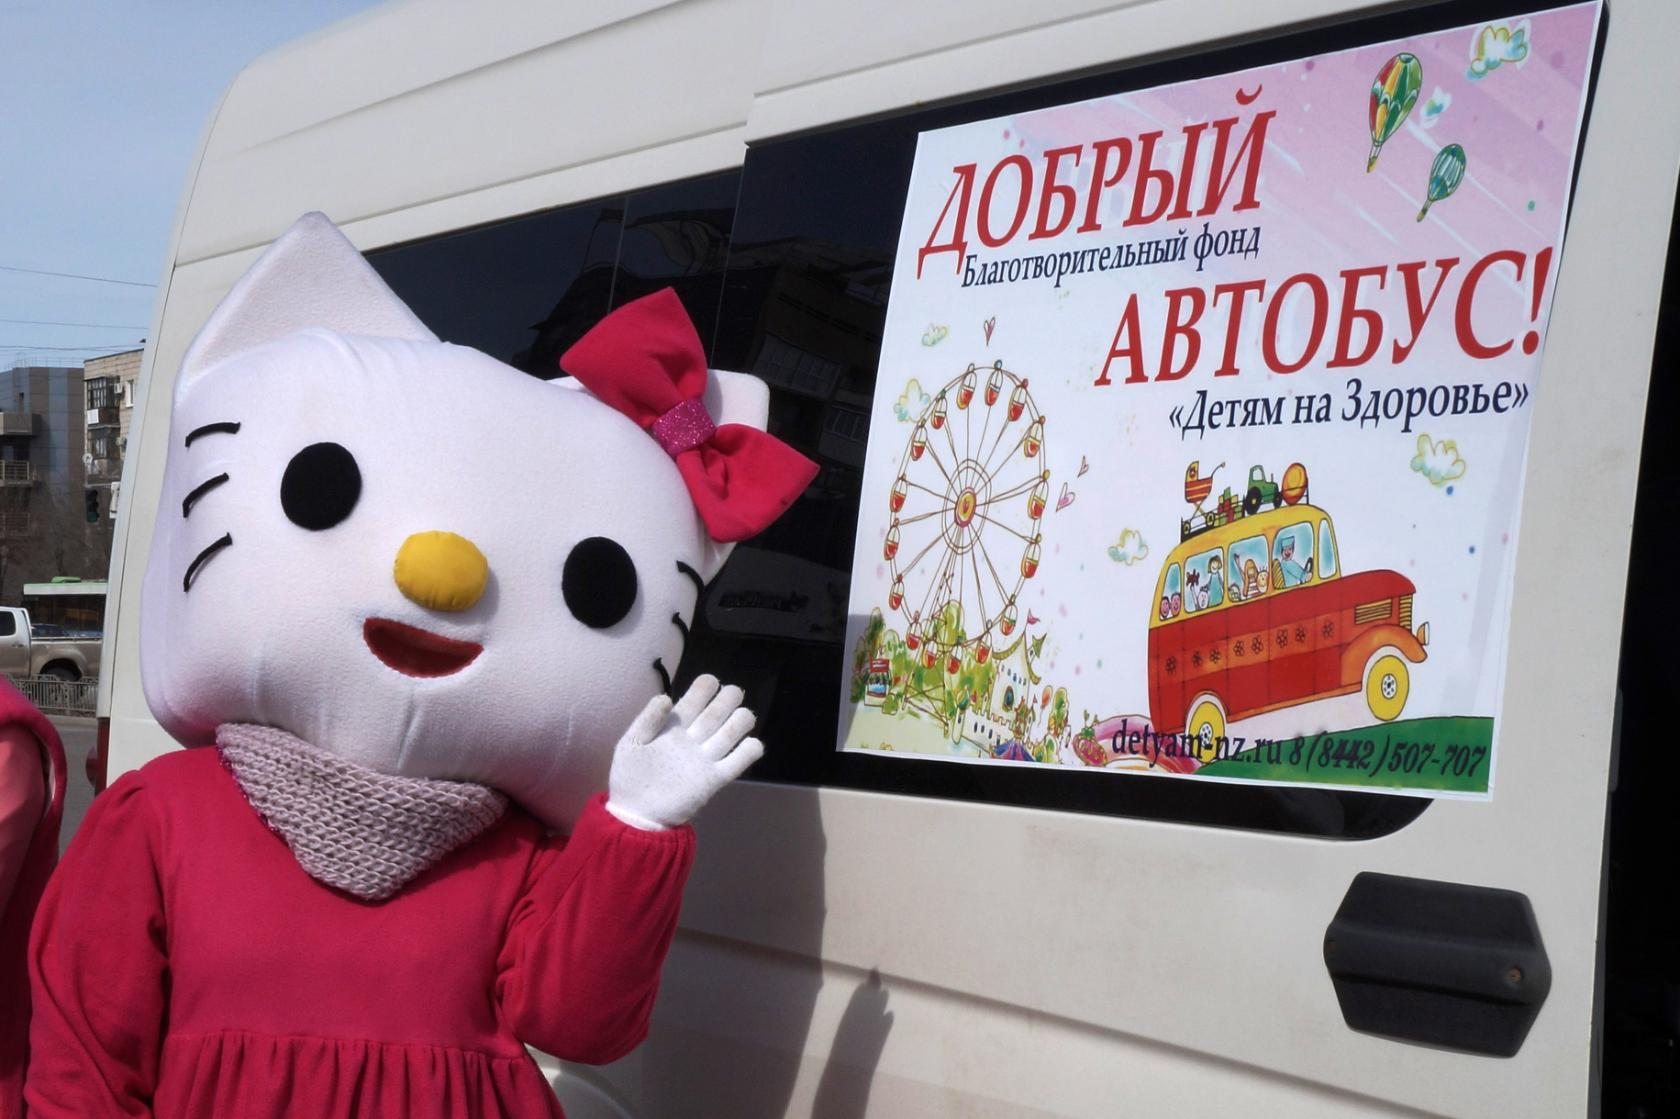 ДОБРЫЙ
Благотворительный фонд
АВТОБУС!
«Детям на Здоровье»
detyam-nz.ru 8 (8442) 507-707